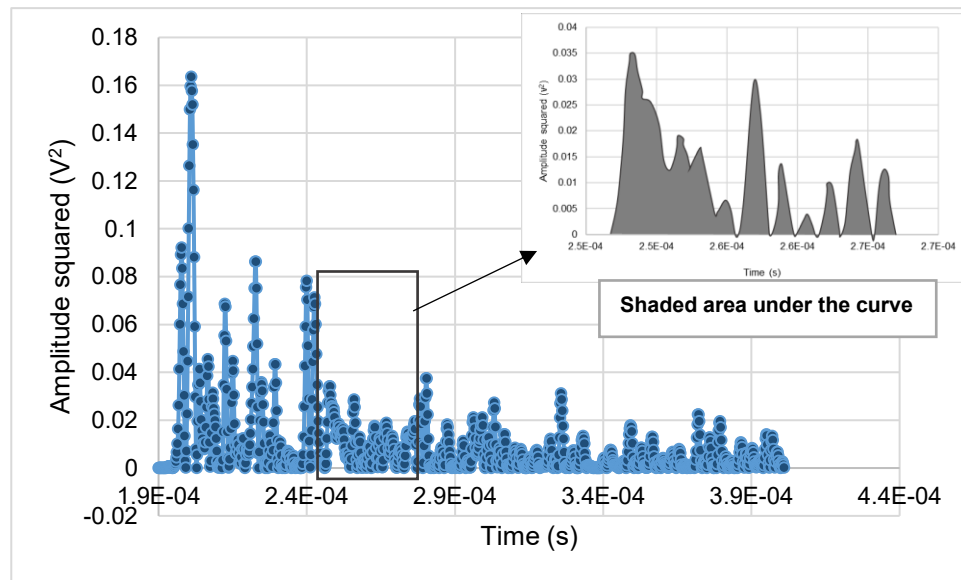 0.18
0.16
0.14
0.12
0.1
0.08
0.06
0.04
0.02
0
-0.02
Amplitude squared (V²)
1.9E-04 2.4E-04 2.9E-04 3.4E-04 3.9E-04 4.4E-04
Time (s)
0.04
0.035
0.03
0.025
0.02
0.015
0.01
0.005
0
Amplitude squared (V²)
2.5E-04 2.5E-04 2.6E-04 2.6E-04 2.7E-04 2.7E-04
Time (s)
Shaded area under the curve